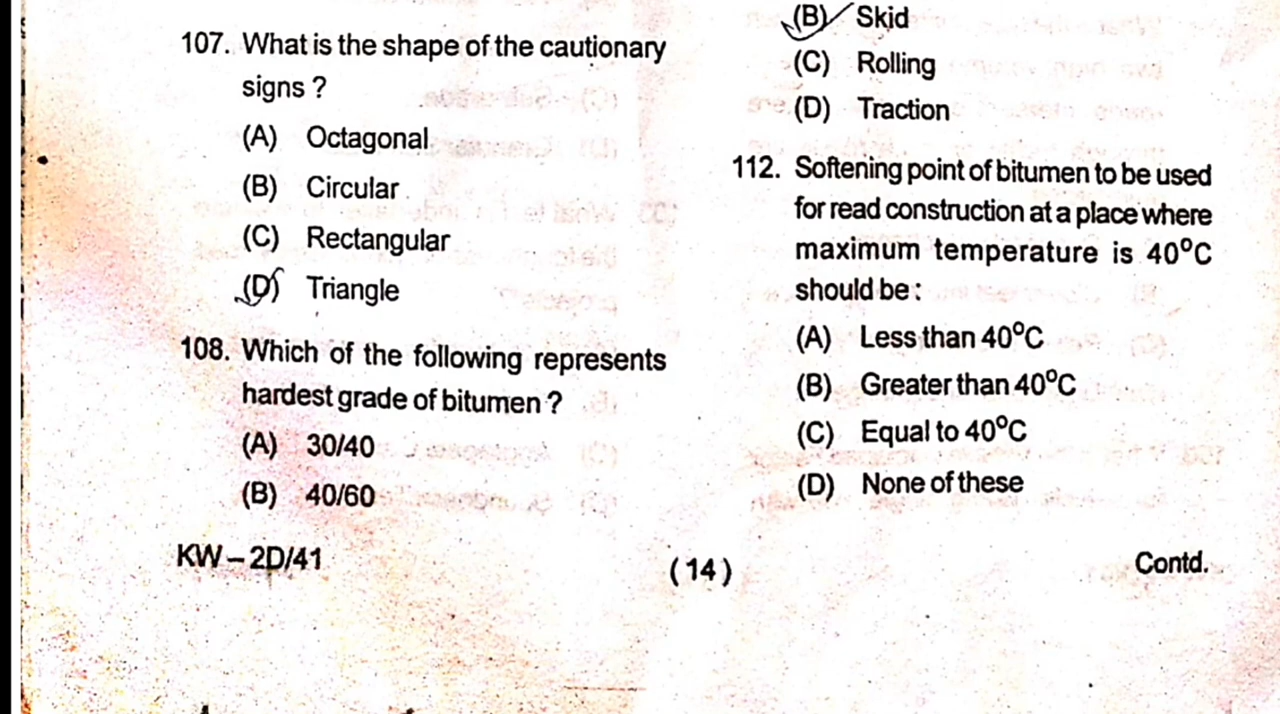 107. What is the shape of the cautionary
signs ?
(A) Octagonal
(B) Circular
(C) Rectangular
(D) Triangle
108. Which of the following represents
hardest grade of bitumen ?
(A) 30/40
(B) 40/60
(B) Skid
(C) Rolling
(D) Traction
112. Softening point of bitumen to be used
for read construction at a place where
maximum temperature is 40°C
should be :
(A) Less than 40°C
(B) Greater than 40°C
(C) Equal to 40°C
(D) None of these
KW – 2D/41
( 14 )
Contd.